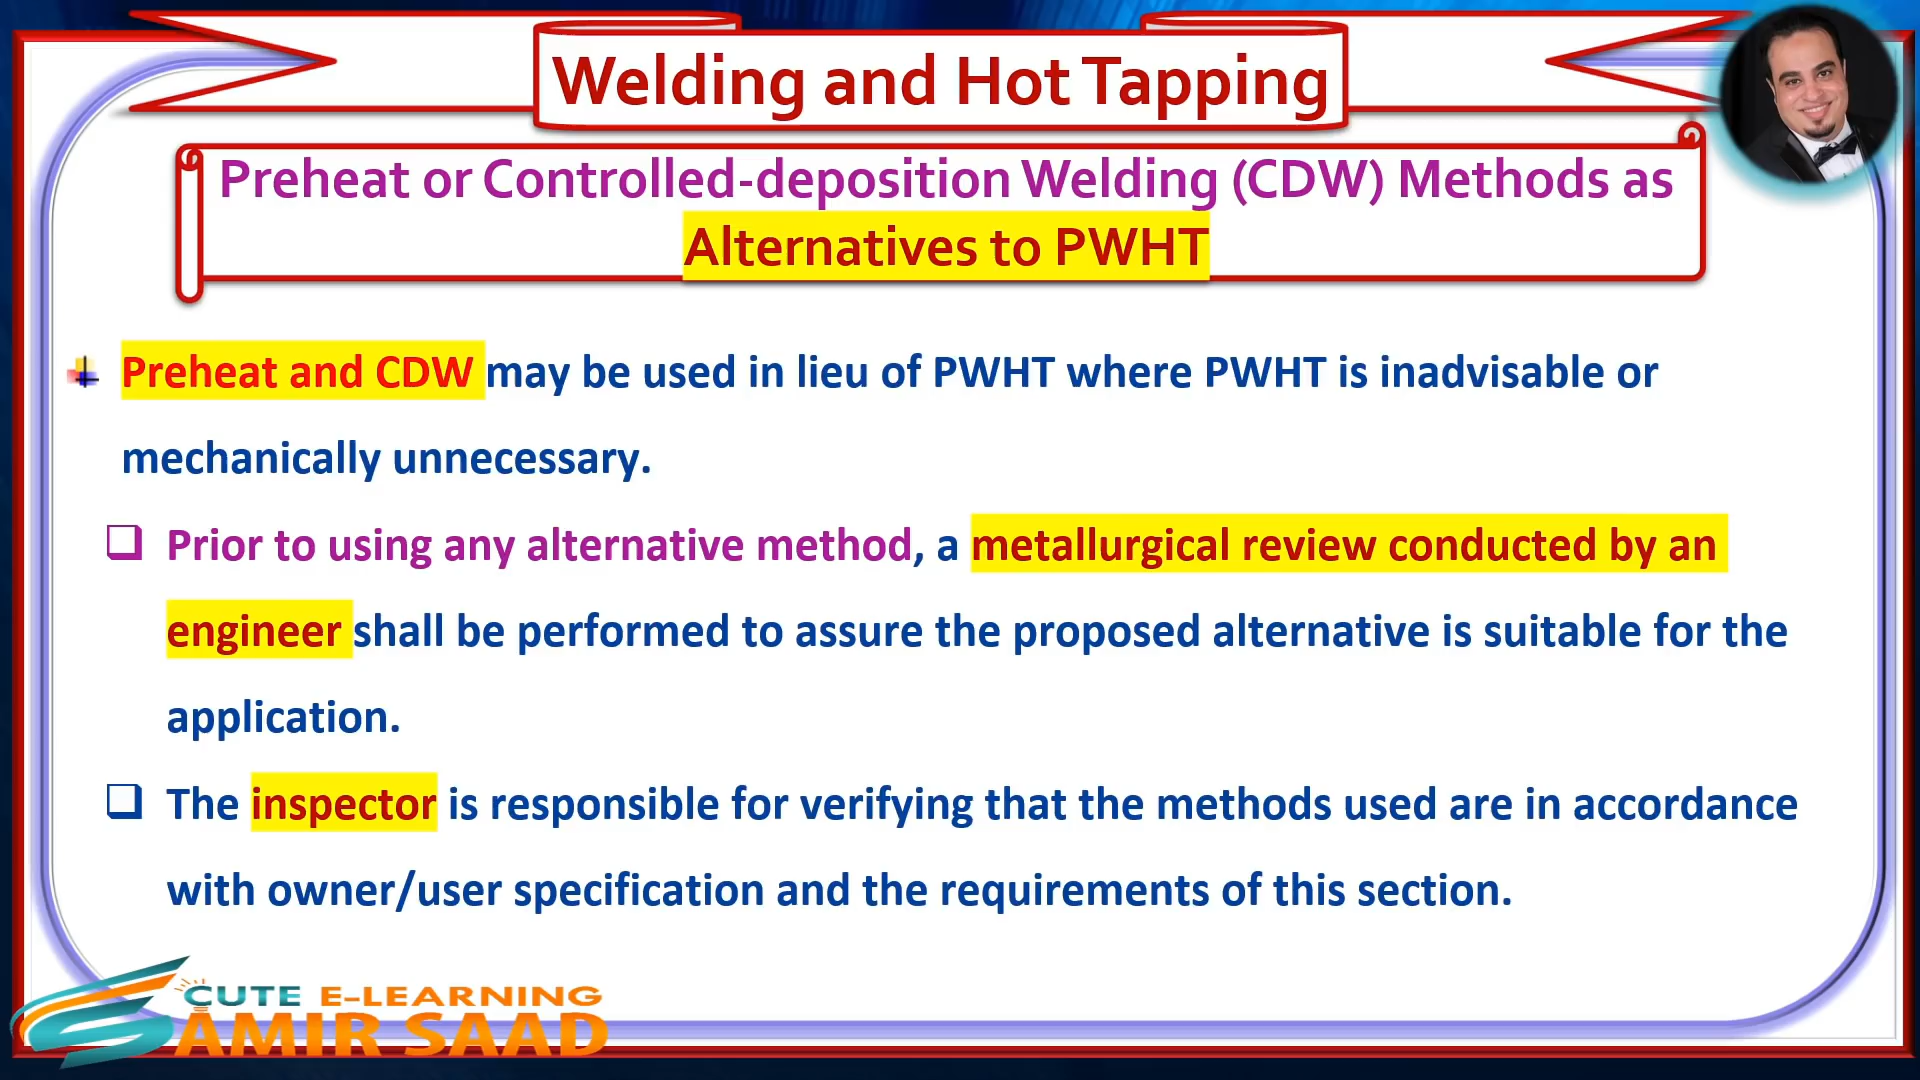 Welding and Hot Tapping
Preheat or Controlled-deposition Welding (CDW) Methods as
Alternatives to PWHT
Preheat and CDW may be used in lieu of PWHT where PWHT is inadvisable or
mechanically unnecessary.
Prior to using any alternative method, a metallurgical review conducted by an
engineer shall be performed to assure the proposed alternative is suitable for the
application.
The inspector is responsible for verifying that the methods used are in accordance
with owner/user specification and the requirements of this section.
CUTE E-LEARNING
AMIR SAAD